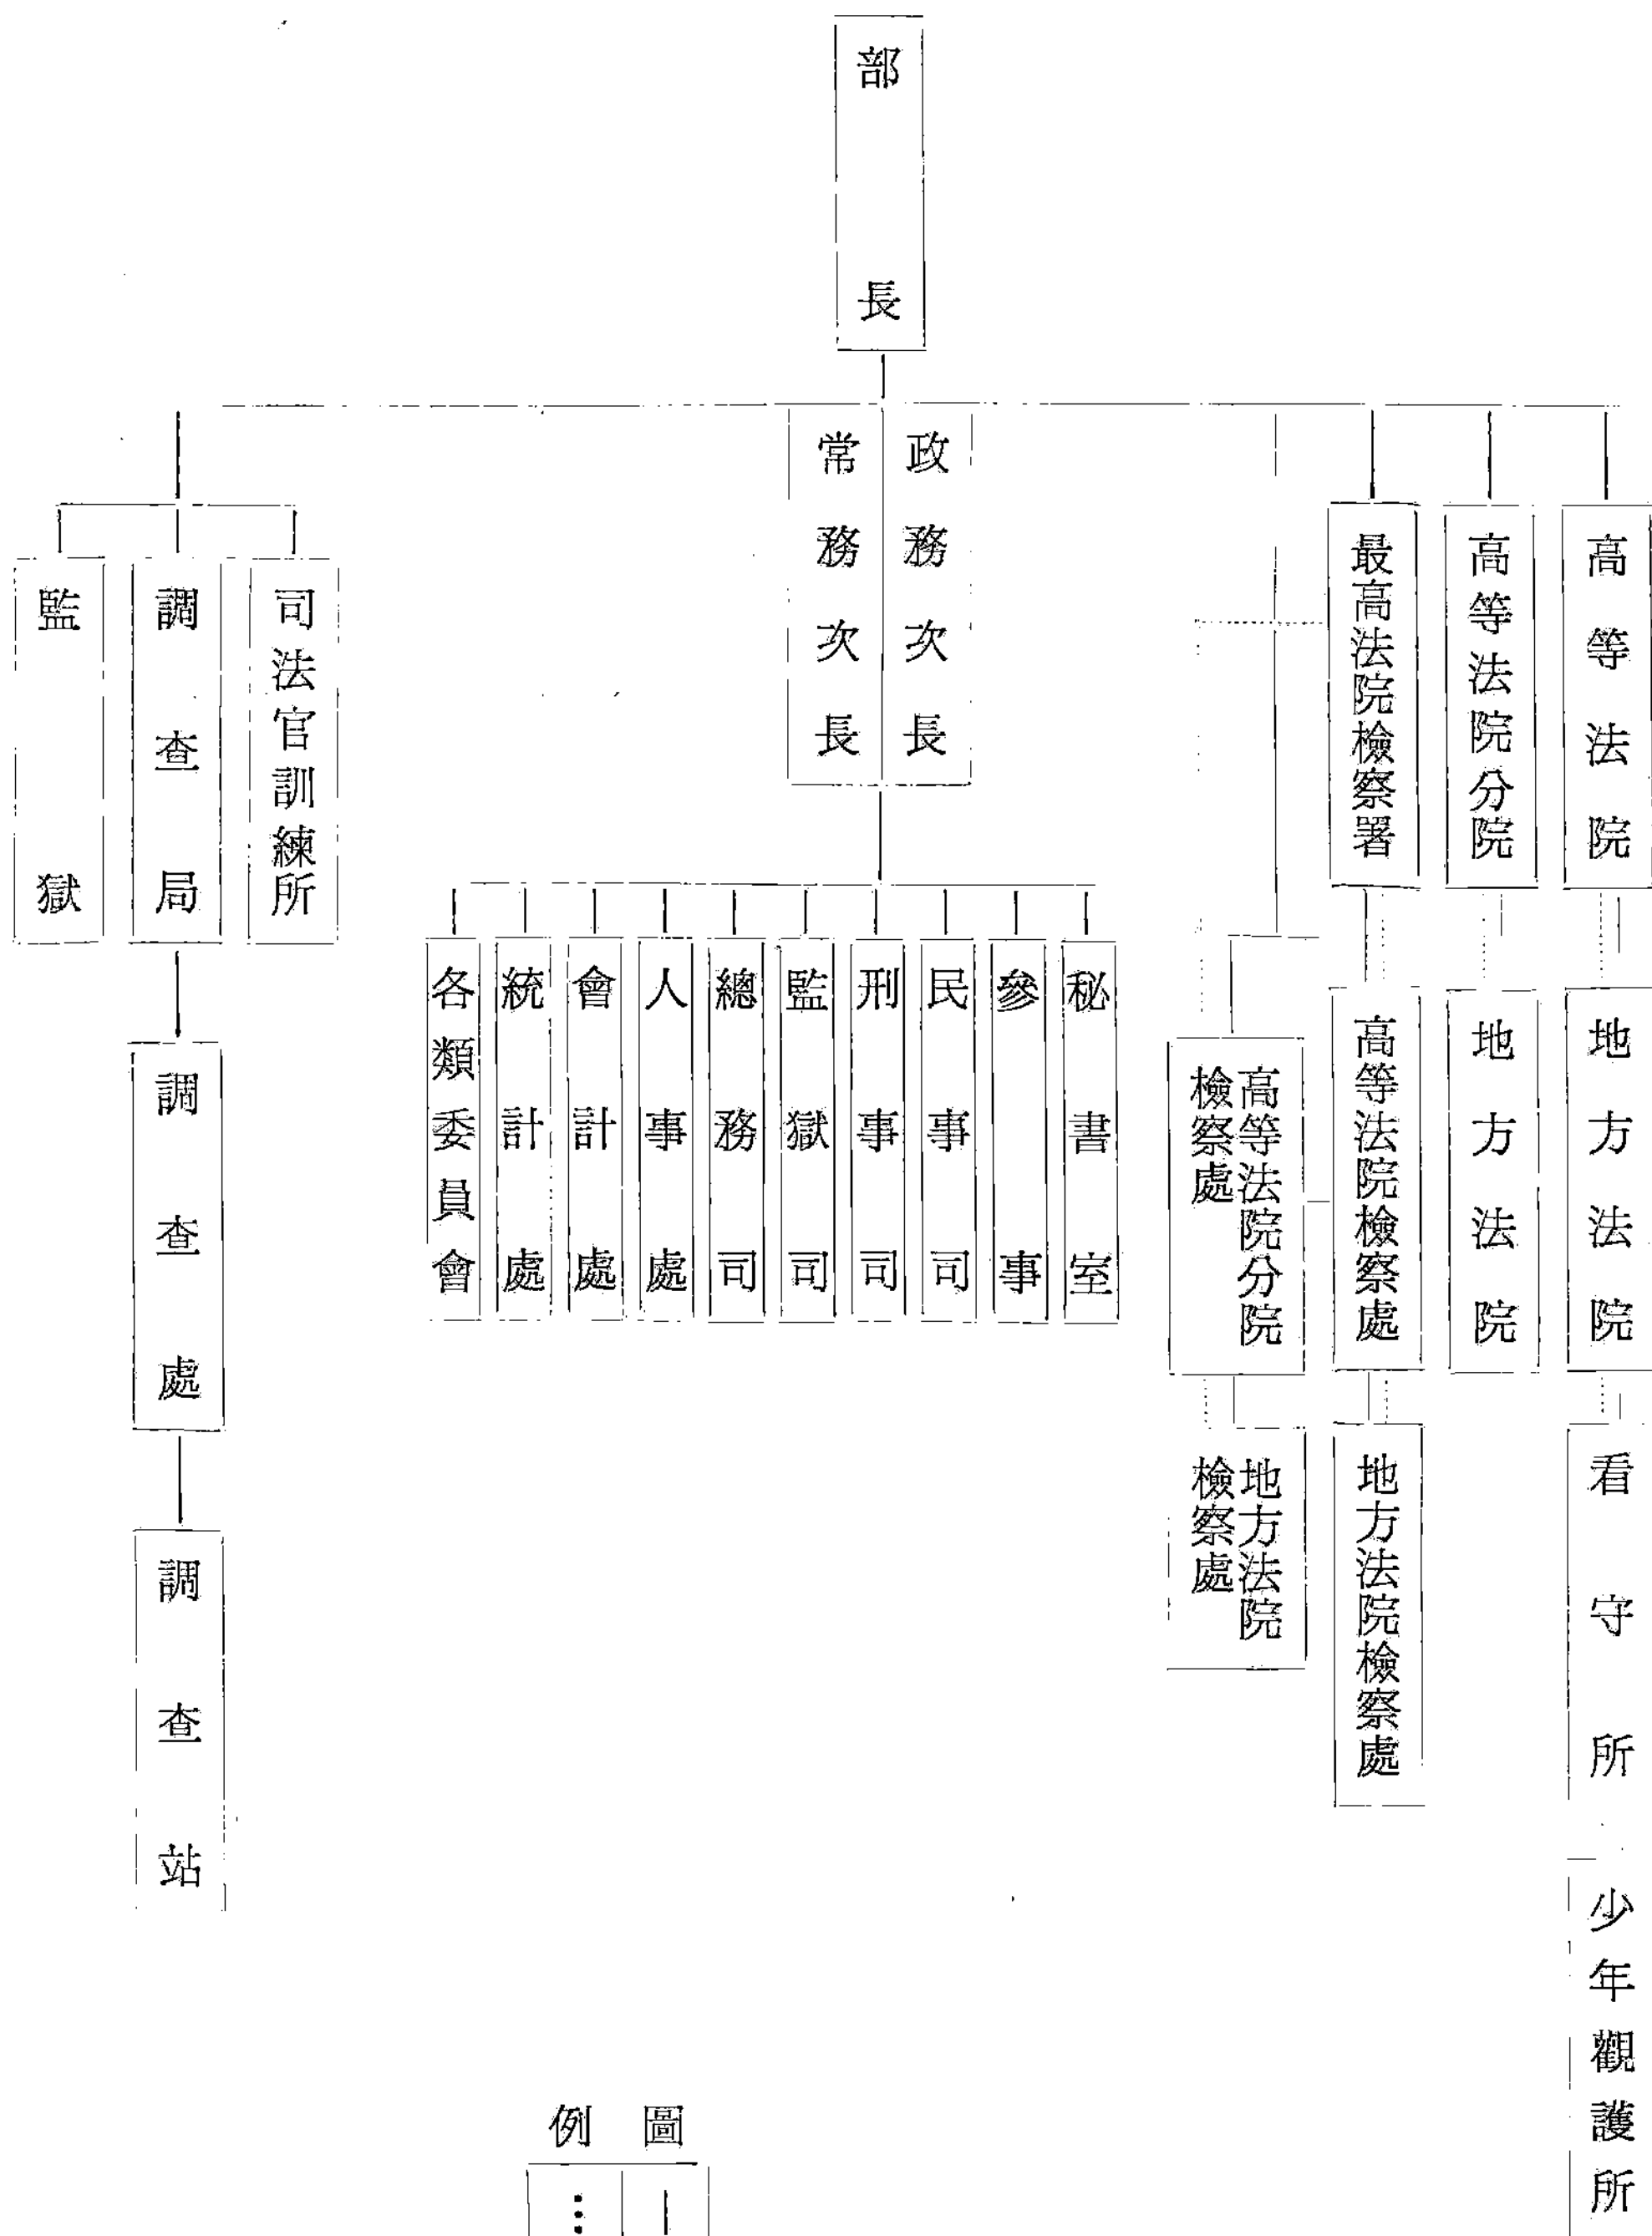 部長
政務次長
常務次長
高等法院
高等法院分院
最高法院檢察署
司法官訓練所
調查局
監獄
秘書室
參事
民事司
刑事司
監獄司
總務司
人事處
會計處
統計處
各類委員會
地方法院
地方法院
高等法院檢察處
高等法院分院
檢察處
調查處
看守所
地方法院檢察處
地方法院
檢察處
調查站
少年觀護所
圖例